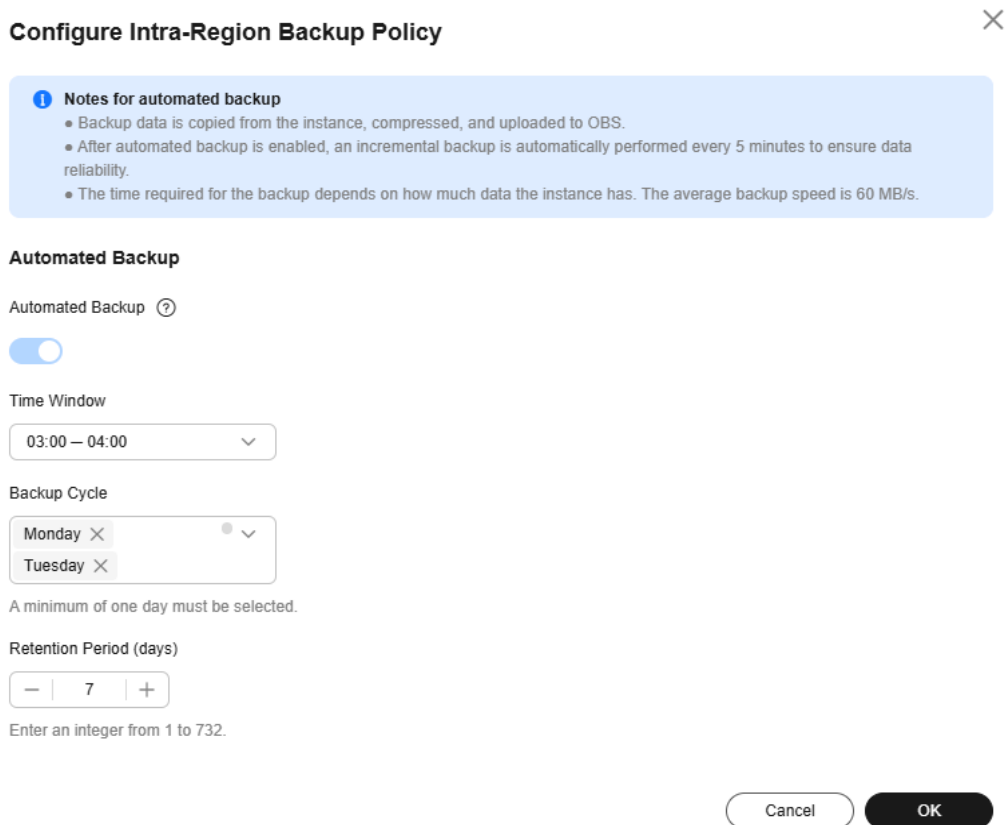 Configure Intra-Region Backup Policy
Notes for automated backup
● Backup data is copied from the instance, compressed, and uploaded to OBS.
● After automated backup is enabled, an incremental backup is automatically performed every 5 minutes to ensure data
reliability.
● The time required for the backup depends on how much data the instance has. The average backup speed is 60 MB/s.
Automated Backup
Automated Backup ?
Time Window
03:00 — 04:00
Backup Cycle
Monday
Tuesday
A minimum of one day must be selected.
Retention Period (days)
7
Enter an integer from 1 to 732.
Cancel OK